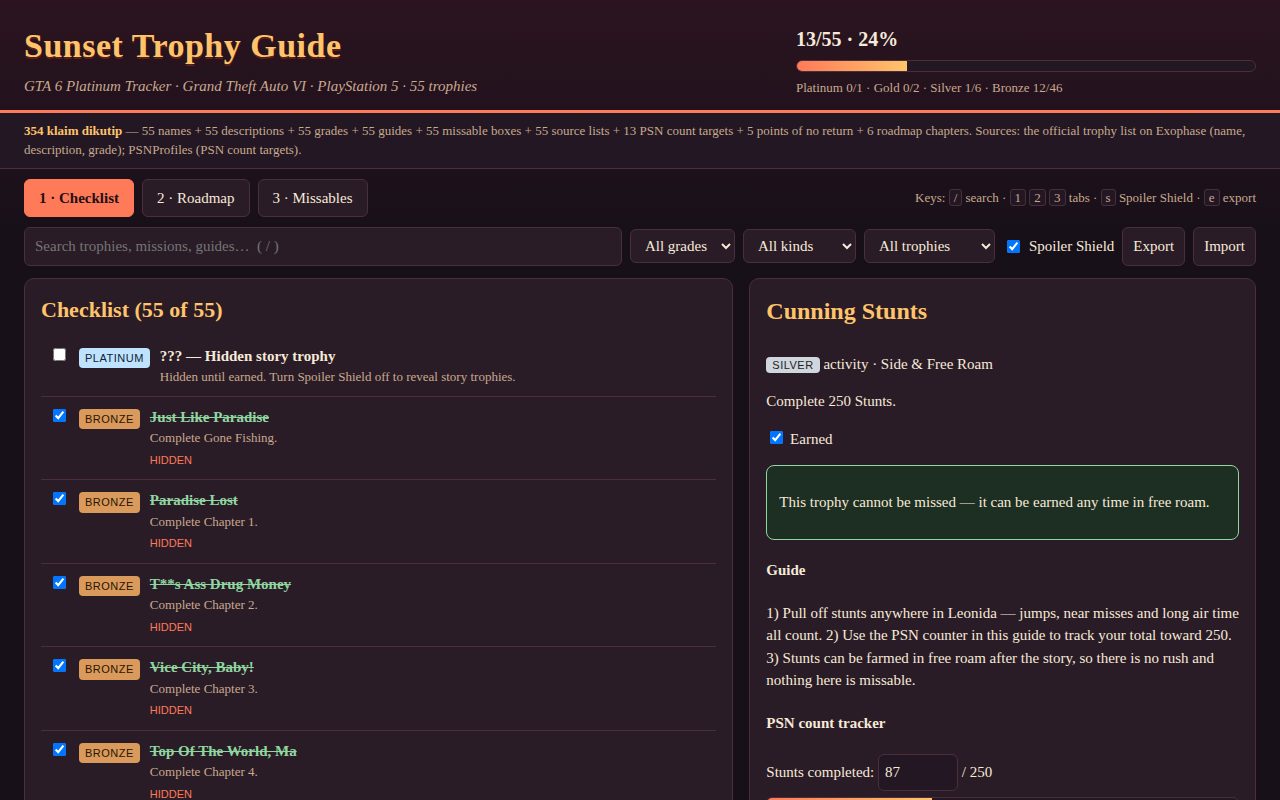 Sunset Trophy Guide
GTA 6 Platinum Tracker · Grand Theft Auto VI · PlayStation 5 · 55 trophies
13/55 · 24%
Platinum 0/1 · Gold 0/2 · Silver 1/6 · Bronze 12/46
354 klaim dikutip — 55 names + 55 descriptions + 55 grades + 55 guides + 55 missable boxes + 55 source lists + 13 PSN count targets + 5 points of no return + 6 roadmap chapters. Sources: the official trophy list on Exophase (name,
description, grade); PSNProfiles (PSN count targets).
1 · Checklist
2 · Roadmap
3 · Missables
Keys: / search · 1 2 3 tabs · s Spoiler Shield · e export
Search trophies, missions, guides… ( / )
All grades
All kinds
All trophies
Spoiler Shield
Export
Import
Checklist (55 of 55)
PLATINUM ??? — Hidden story trophy
Hidden until earned. Turn Spoiler Shield off to reveal story trophies.
BRONZE Just Like Paradise
Complete Gone Fishing.
HIDDEN
BRONZE Paradise Lost
Complete Chapter 1.
HIDDEN
BRONZE T**s Ass Drug Money
Complete Chapter 2.
HIDDEN
BRONZE Vice City, Baby!
Complete Chapter 3.
HIDDEN
BRONZE Top Of The World, Ma
Complete Chapter 4.
HIDDEN
Cunning Stunts
SILVER activity · Side & Free Roam
Complete 250 Stunts.
Earned
This trophy cannot be missed — it can be earned any time in free roam.
Guide
1) Pull off stunts anywhere in Leonida — jumps, near misses and long air time
all count. 2) Use the PSN counter in this guide to track your total toward 250.
3) Stunts can be farmed in free roam after the story, so there is no rush and
nothing here is missable.
PSN count tracker
Stunts completed: 87 / 250